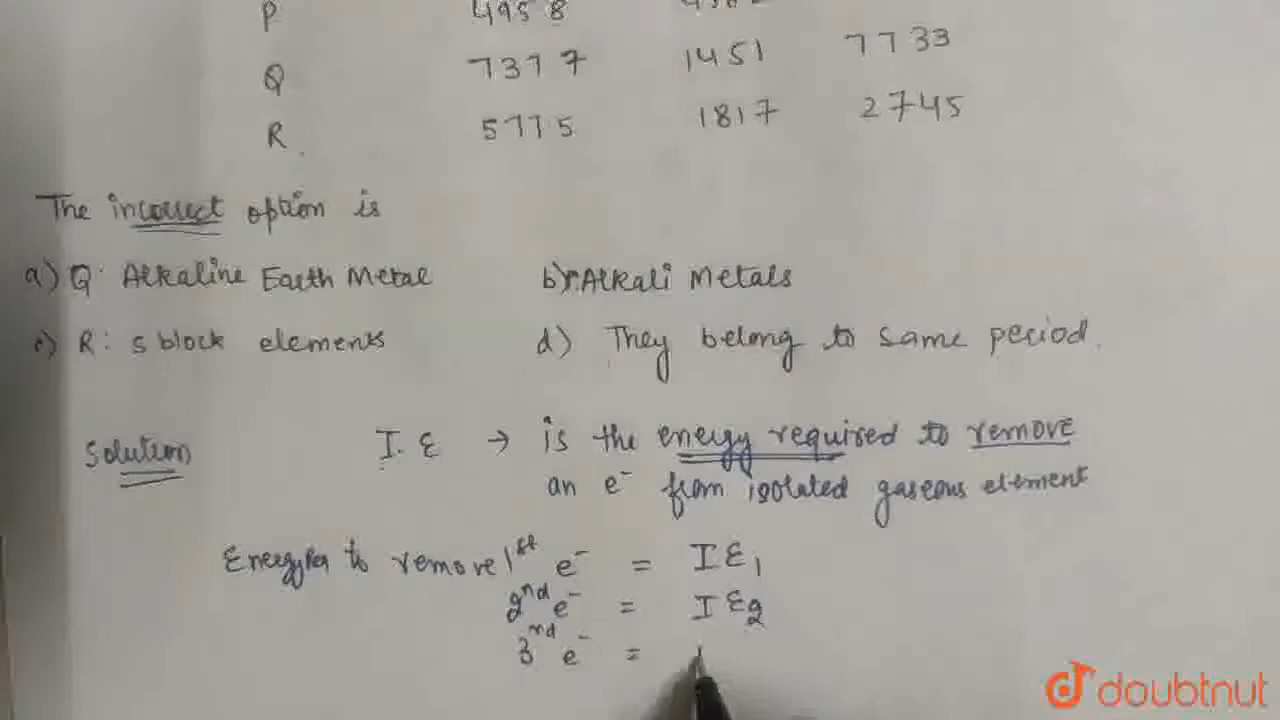 P 495 8
Q 737 7 1451 7733
R 577 5 1817 2745
The incorrect option is
a) Q: Alkaline Earth Metal b) P: Alkali Metals
c) R: s block elements d) They belong to same period.
Solution I.E → is the energy required to remove
an e⁻ from isolated gaseous element
to remove 1st e⁻ = IE₁
2nd e⁻ = IE₂
3nd e⁻ =
doubtnut